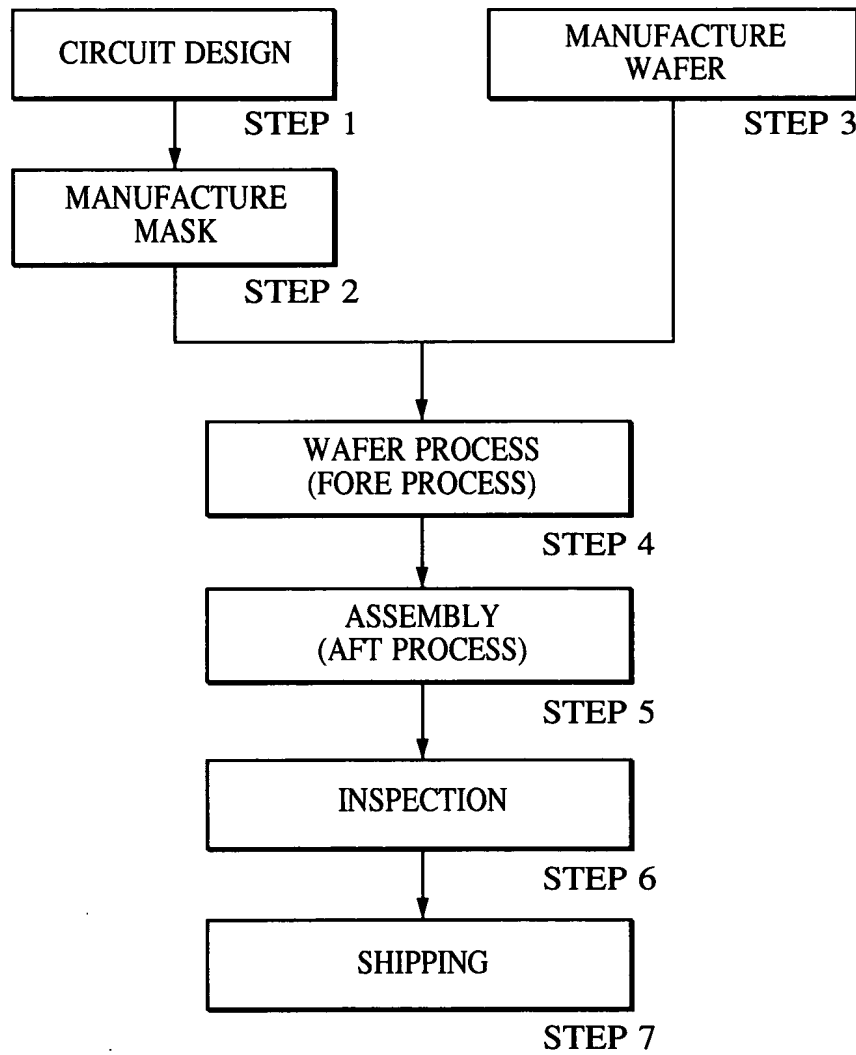 CIRCUIT DESIGN
STEP 1
MANUFACTURE
MASK
STEP 2
MANUFACTURE
WAFER
STEP 3
WAFER PROCESS
(FORE PROCESS)
STEP 4
ASSEMBLY
(AFT PROCESS)
STEP 5
INSPECTION
STEP 6
SHIPPING
STEP 7